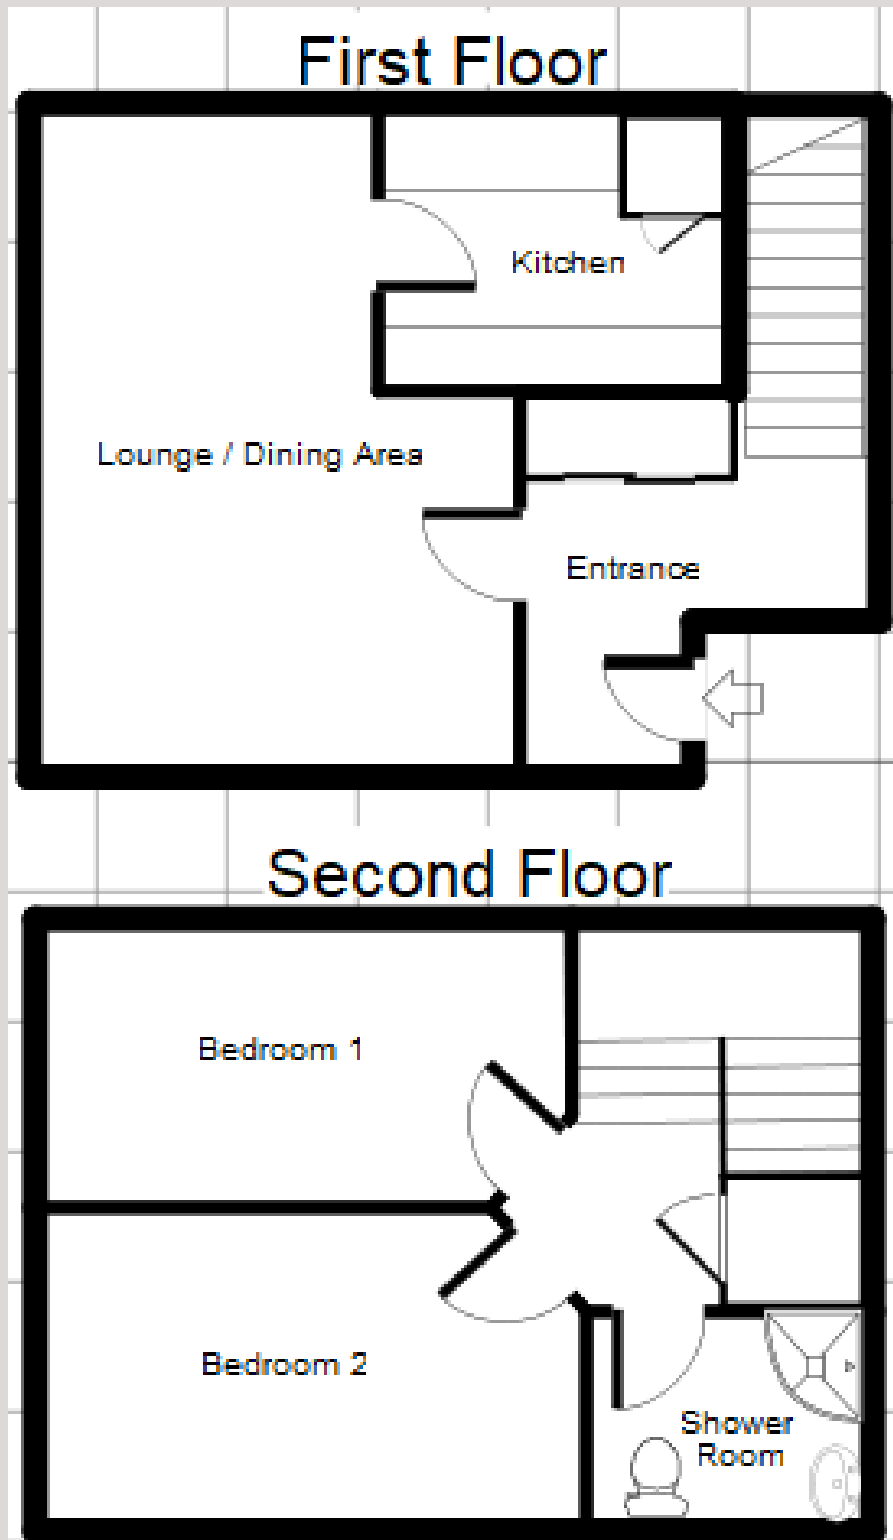 First Floor
Kitchen
Lounge / Dining Area
Entrance
Second Floor
Bedroom 1
Bedroom 2
Shower
Room